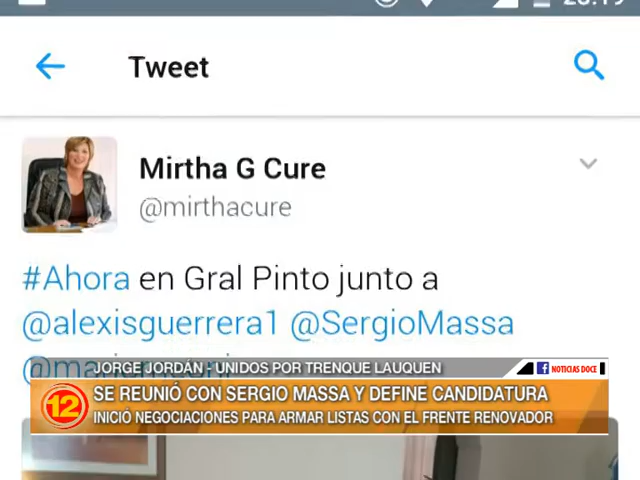 Tweet
Mirtha G Cure
@mirthacure
#Ahora en Gral Pinto junto a
@alexisguerrera1 @SergioMassa
JORGE JORDÁN - UNIDOS POR TRENQUE LAUQUEN
NOTICIAS DOCE
12
SE REUNIÓ CON SERGIO MASSA Y DEFINE CANDIDATURA
INICIÓ NEGOCIACIONES PARA ARMAR LISTAS CON EL FRENTE RENOVADOR